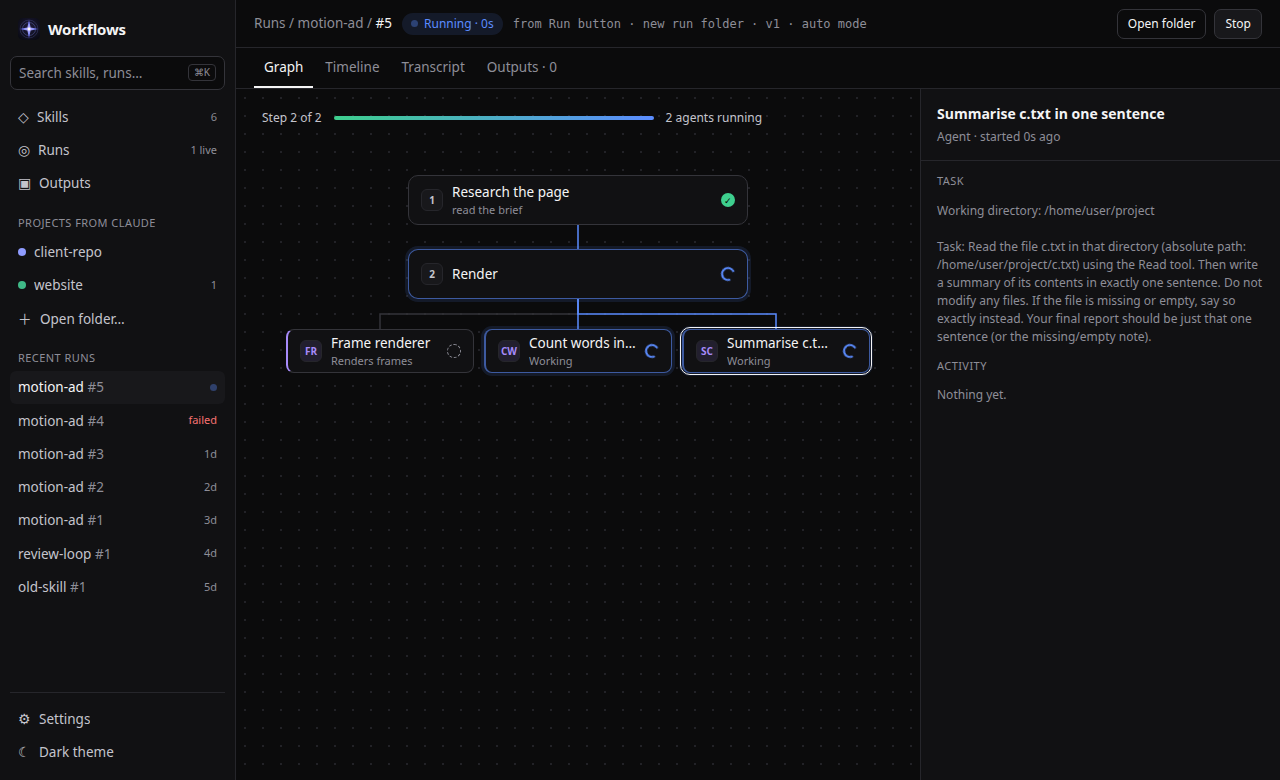 Workflows
Search skills, runs... ⌘K
Skills 6
Runs 1 live
Outputs
PROJECTS FROM CLAUDE
client-repo
website 1
Open folder...
RECENT RUNS
motion-ad #5
motion-ad #4 failed
motion-ad #3 1d
motion-ad #2 2d
motion-ad #1 3d
review-loop #1 4d
old-skill #1 5d
Settings
Dark theme
Runs / motion-ad / #5 Running · 0s from Run button · new run folder · v1 · auto mode Open folder Stop
Graph Timeline Transcript Outputs · 0
Step 2 of 2 2 agents running
1 Research the page
read the brief
2 Render
FR Frame renderer
Renders frames
CW Count words in...
Working
SC Summarise c.t...
Working
Summarise c.txt in one sentence
Agent · started 0s ago
TASK
Working directory: /home/user/project
Task: Read the file c.txt in that directory (absolute path:
/home/user/project/c.txt) using the Read tool. Then write
a summary of its contents in exactly one sentence. Do not
modify any files. If the file is missing or empty, say so
exactly instead. Your final report should be just that one
sentence (or the missing/empty note).
ACTIVITY
Nothing yet.